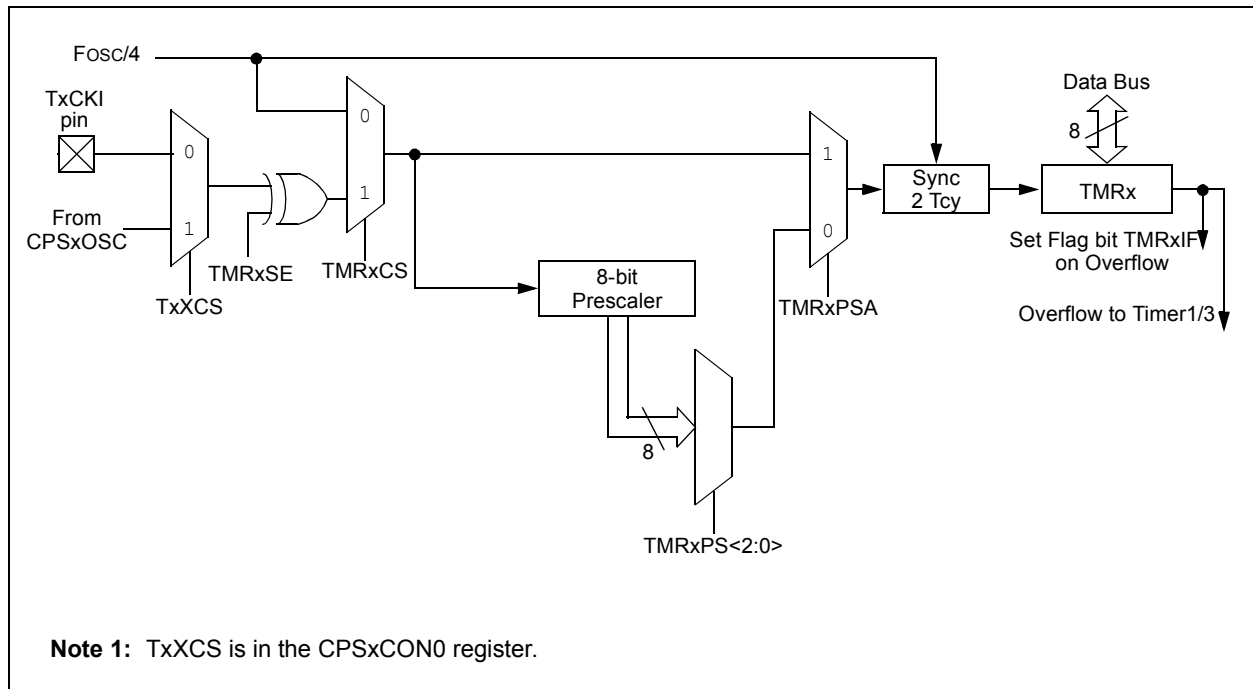 FOSC/4
TxCKI
pin
0
1
From
CPSxOSC
TxXCS
TMRxSE
0
1
TMRxCS
8-bit
Prescaler
8
TMRxPS<2:0>
1
0
TMRxPSA
Sync
2 Tcy
Data Bus
8
TMRx
Set Flag bit TMRxIF
on Overflow
Overflow to Timer1/3
Note 1: TxXCS is in the CPSxCON0 register.